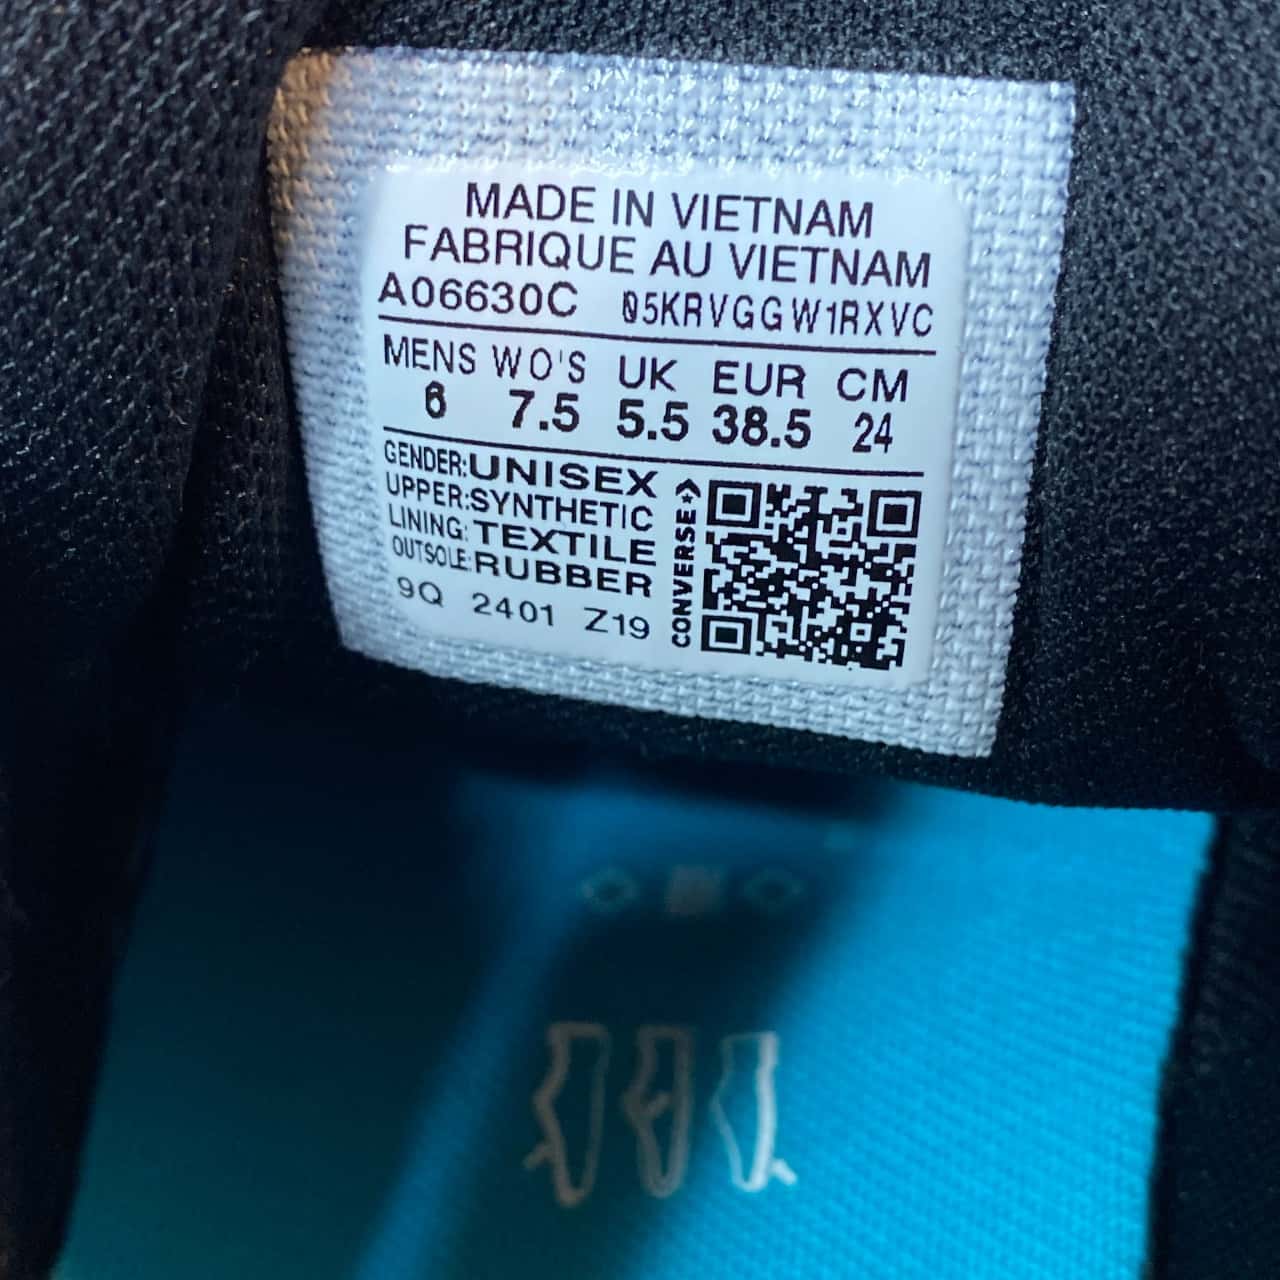 MADE IN VIETNAM
FABRIQUE AU VIETNAM
A06630C 05KRVGGW1RXVC
MENS WO'S UK EUR CM
6 7.5 5.5 38.5 24
GENDER:UNISEX
UPPER:SYNTHETIC
LINING:TEXTILE
OUTSOLE:RUBBER
9Q 2401 Z19
CONVERSE